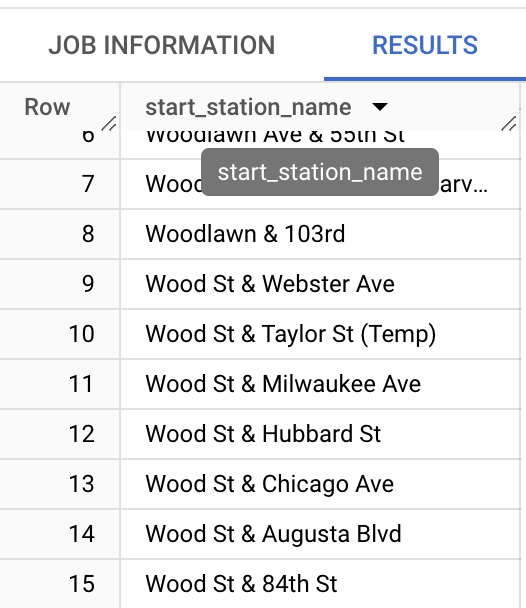 JOB INFORMATION RESULTS
Row start_station_name
6 Woodlawn Ave & 55th St
start_station_name
7 arv...
8 Woodlawn & 103rd
9 Wood St & Webster Ave
10 Wood St & Taylor St (Temp)
11 Wood St & Milwaukee Ave
12 Wood St & Hubbard St
13 Wood St & Chicago Ave
14 Wood St & Augusta Blvd
15 Wood St & 84th St